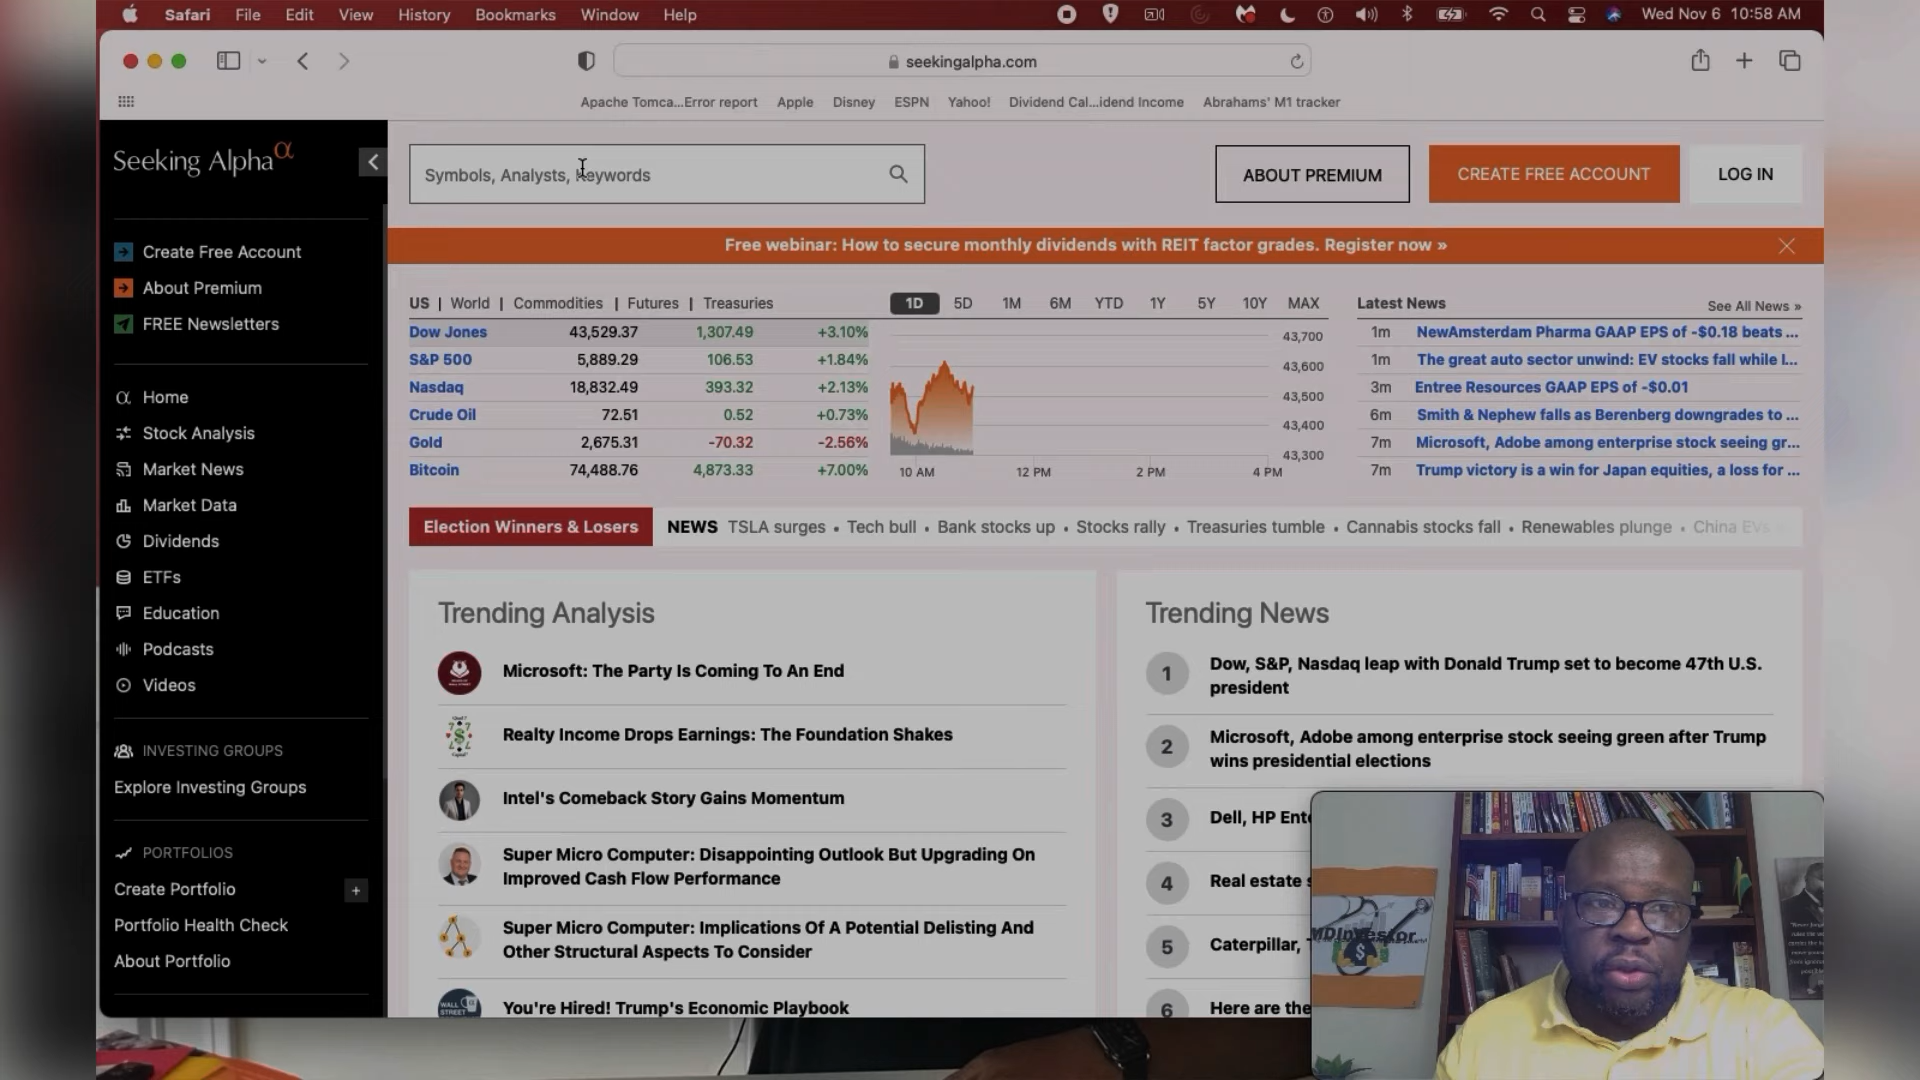 Safari File Edit View History Bookmarks Window Help Wed Nov 6 10:58 AM
seekingalpha.com
Apache Tomca...Error report Apple Disney ESPN Yahoo! Dividend Cal...idend Income Abrahams' M1 tracker
Seeking Alpha α
Symbols, Analysts, Keywords
ABOUT PREMIUM
CREATE FREE ACCOUNT
LOG IN
Free webinar: How to secure monthly dividends with REIT factor grades. Register now »
Create Free Account
About Premium
FREE Newsletters
Home
Stock Analysis
Market News
Market Data
Dividends
ETFs
Education
Podcasts
Videos
INVESTING GROUPS
Explore Investing Groups
PORTFOLIOS
Create Portfolio +
Portfolio Health Check
About Portfolio
US | World | Commodities | Futures | Treasuries
Dow Jones 43,529.37 1,307.49 +3.10%
S&P 500 5,889.29 106.53 +1.84%
Nasdaq 18,832.49 393.32 +2.13%
Crude Oil 72.51 0.52 +0.73%
Gold 2,675.31 -70.32 -2.56%
Bitcoin 74,488.76 4,873.33 +7.00%
1D 5D 1M 6M YTD 1Y 5Y 10Y MAX
43,700
43,600
43,500
43,400
43,300
10 AM 12 PM 2 PM 4 PM
Latest News See All News »
1m NewAmsterdam Pharma GAAP EPS of -$0.18 beats ...
1m The great auto sector unwind: EV stocks fall while l...
3m Entree Resources GAAP EPS of -$0.01
6m Smith & Nephew falls as Berenberg downgrades to ...
7m Microsoft, Adobe among enterprise stock seeing gr...
7m Trump victory is a win for Japan equities, a loss for ...
Election Winners & Losers NEWS TSLA surges • Tech bull • Bank stocks up • Stocks rally • Treasuries tumble • Cannabis stocks fall • Renewables plunge • China EVs
Trending Analysis
Microsoft: The Party Is Coming To An End
Realty Income Drops Earnings: The Foundation Shakes
Intel's Comeback Story Gains Momentum
Super Micro Computer: Disappointing Outlook But Upgrading On
Improved Cash Flow Performance
Super Micro Computer: Implications Of A Potential Delisting And
Other Structural Aspects To Consider
WALL
STREET
You're Hired! Trump's Economic Playbook
Trending News
1 Dow, S&P, Nasdaq leap with Donald Trump set to become 47th U.S.
president
2 Microsoft, Adobe among enterprise stock seeing green after Trump
wins presidential elections
3 Dell, HP Ente
4 Real estate s
5 Caterpillar,
6 Here are the
MDInvestor